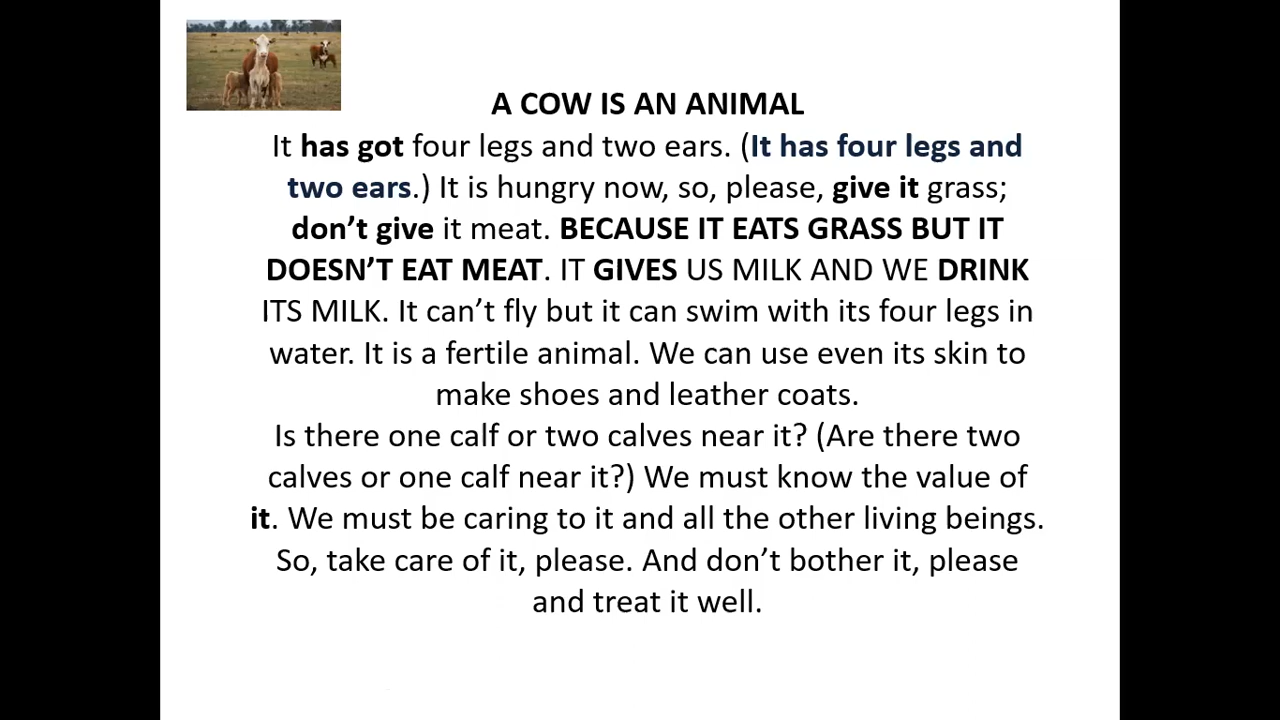 A COW IS AN ANIMAL
It has got four legs and two ears. (It has four legs and
two ears.) It is hungry now, so, please, give it grass;
don’t give it meat. BECAUSE IT EATS GRASS BUT IT
DOESN’T EAT MEAT. IT GIVES US MILK AND WE DRINK
ITS MILK. It can’t fly but it can swim with its four legs in
water. It is a fertile animal. We can use even its skin to
make shoes and leather coats.
Is there one calf or two calves near it? (Are there two
calves or one calf near it?) We must know the value of
it. We must be caring to it and all the other living beings.
So, take care of it, please. And don’t bother it, please
and treat it well.